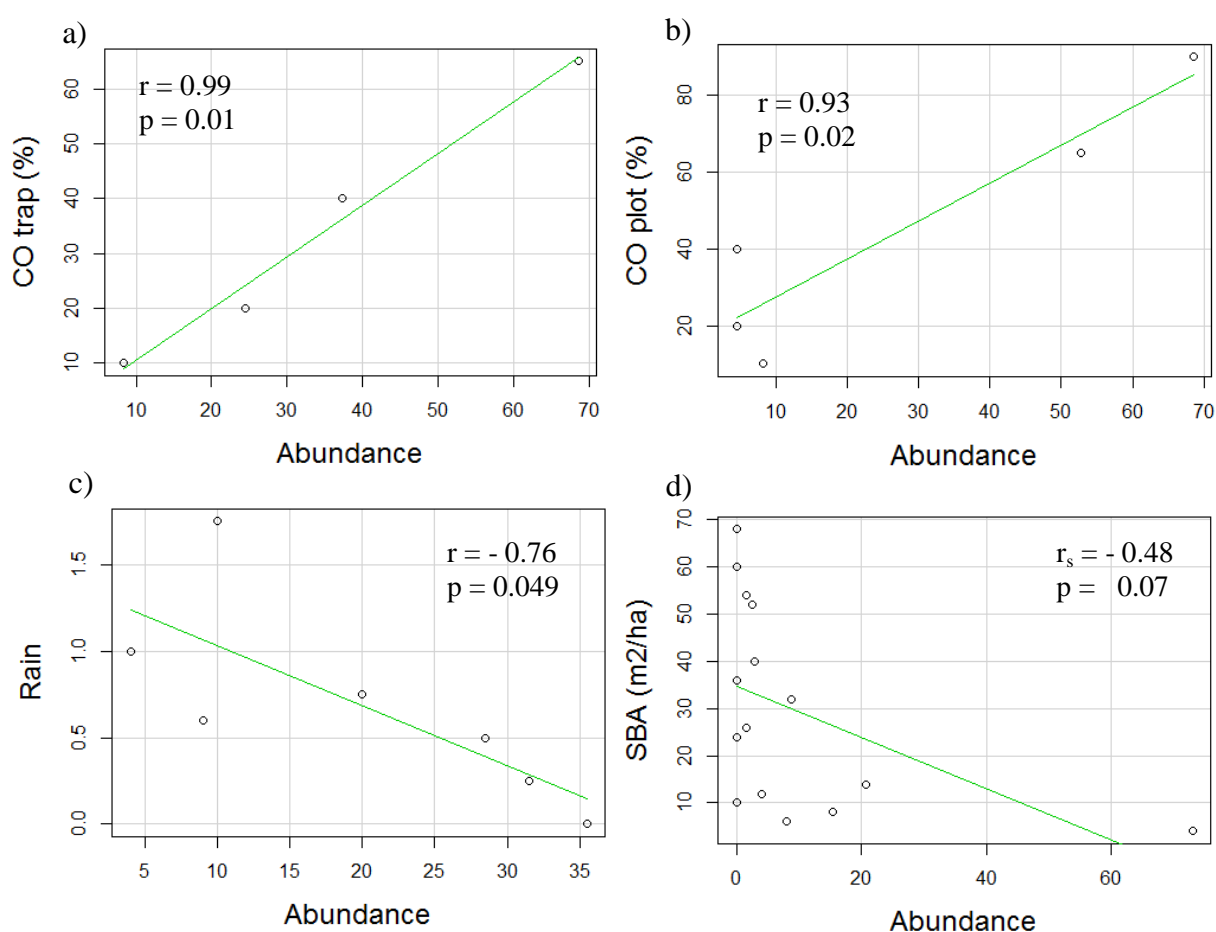 a)
r = 0.99
p = 0.01
CO trap (%)
10 20 30 40 50 60
10 20 30 40 50 60 70
Abundance
b)
r = 0.93
p = 0.02
CO plot (%)
20 40 60 80
10 20 30 40 50 60 70
Abundance
c)
r = - 0.76
p = 0.049
Rain
0.0 0.5 1.0 1.5
5 10 15 20 25 30 35
Abundance
d)
rs = - 0.48
p = 0.07
SBA (m2/ha)
10 20 30 40 50 60 70
0 20 40 60
Abundance